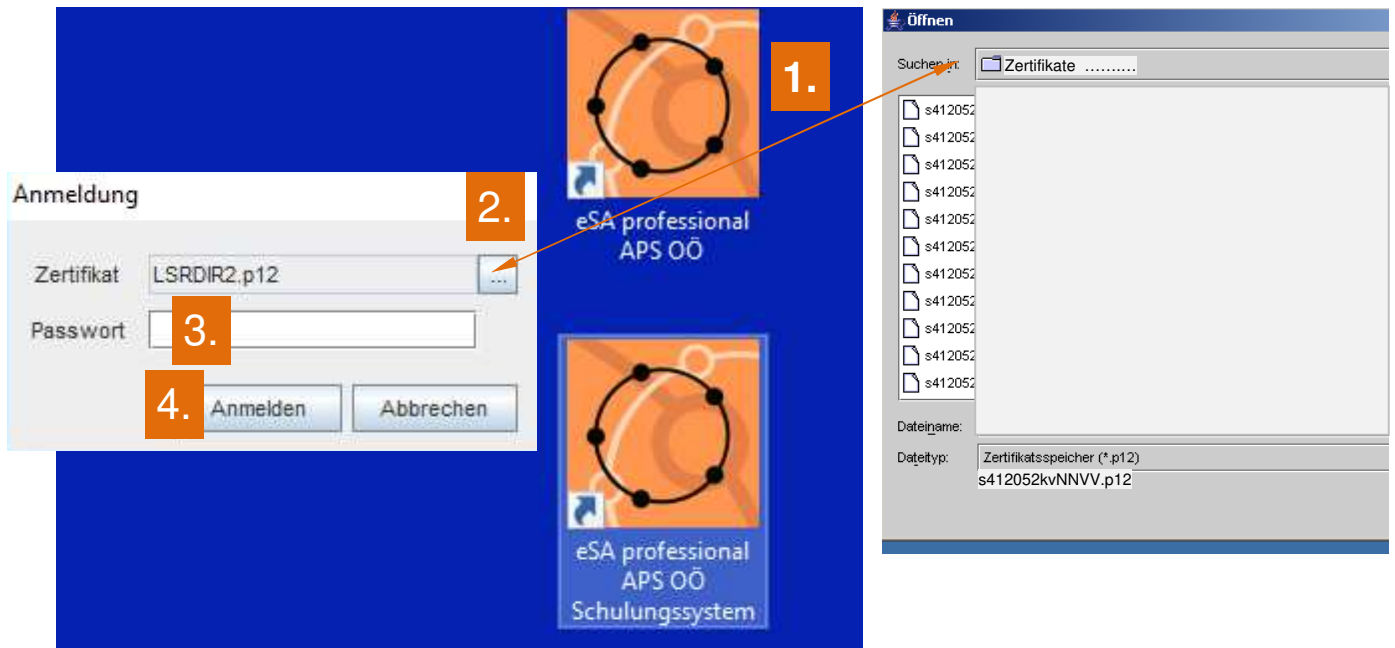 1.
eSA professional
APS OÖ
eSA professional
APS OÖ
Schulungssystem
Anmeldung
2.
Zertifikat LSRDIR2.p12 ...
Passwort 3.
4. Anmelden Abbrechen
Öffnen
Suchen in: Zertifikate ..........
s412052
s412052
s412052
s412052
s412052
s412052
s412052
s412052
s412052
s412052
s412052
Dateiname:
Dateityp: Zertifikatsspeicher (*.p12)
s412052kvNNVV.p12